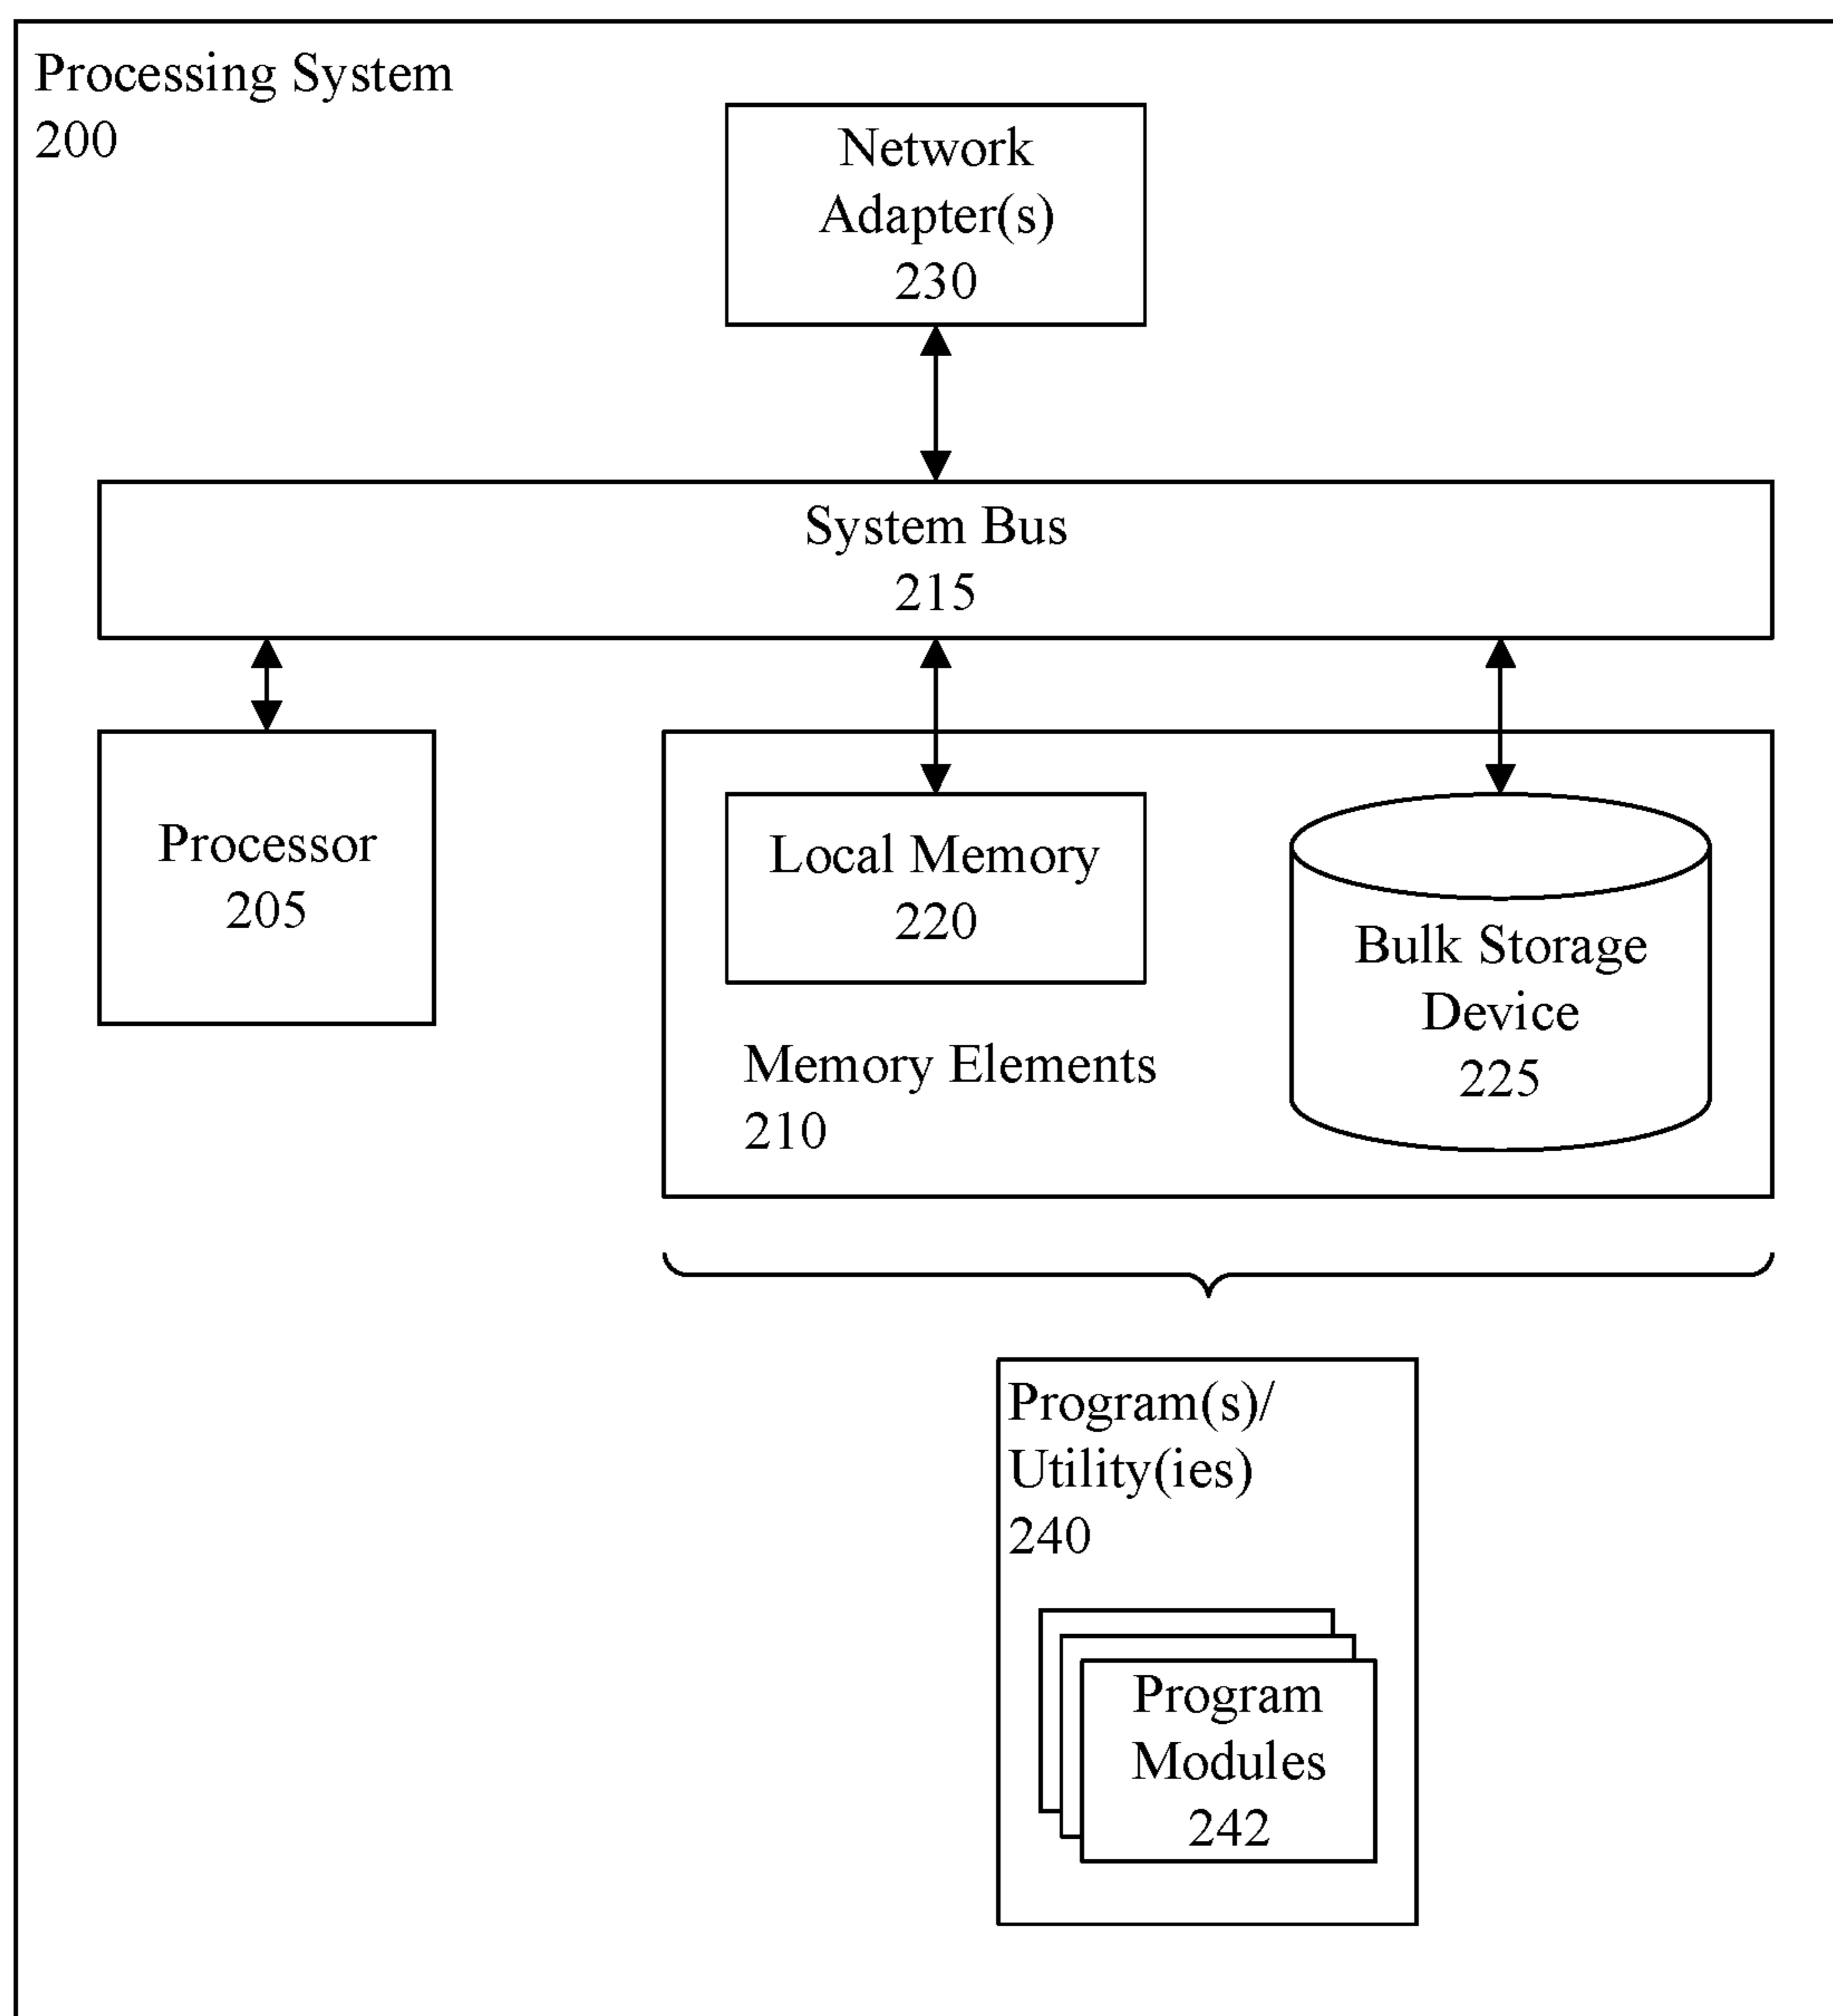 Processing System
200
Network
Adapter(s)
230
System Bus
215
Processor
205
Local Memory
220
Memory Elements
210
Bulk Storage
Device
225
Program(s)/
Utility(ies)
240
Program
Modules
242